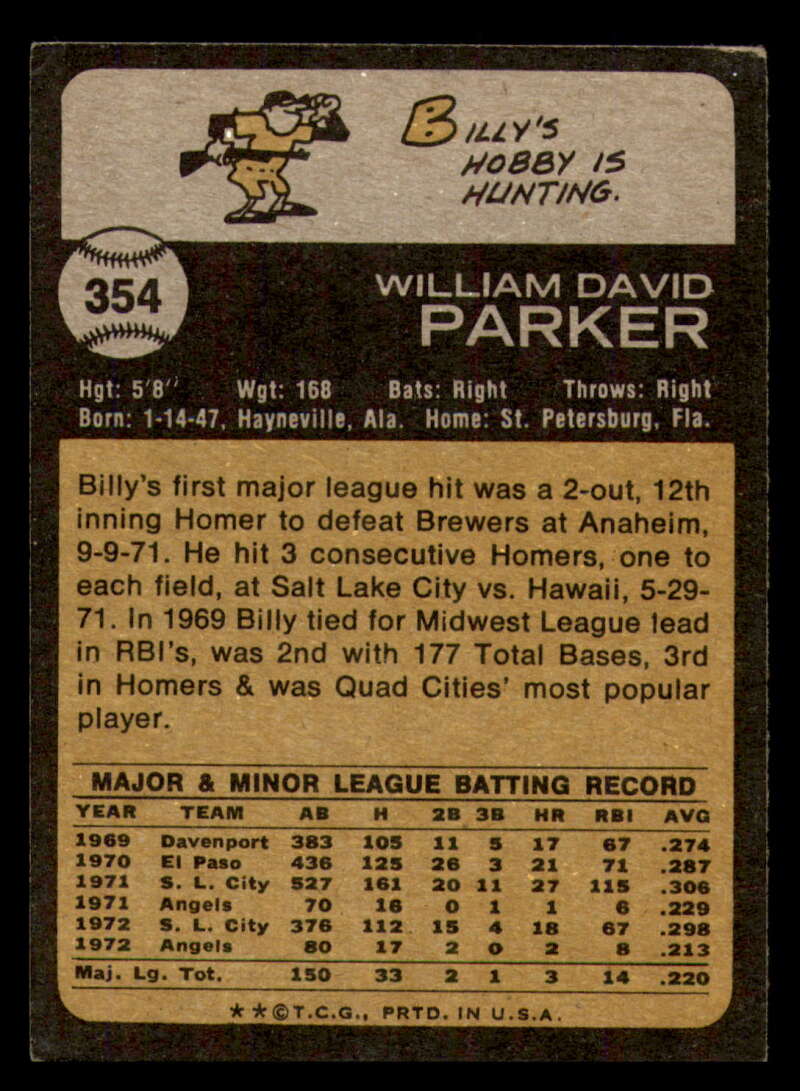 BILLY'S
HOBBY IS
HUNTING.
354
WILLIAM DAVID
PARKER
Hgt: 5'8" Wgt: 168 Bats: Right Throws: Right
Born: 1-14-47, Hayneville, Ala. Home: St. Petersburg, Fla.
Billy's first major league hit was a 2-out, 12th
inning Homer to defeat Brewers at Anaheim,
9-9-71. He hit 3 consecutive Homers, one to
each field, at Salt Lake City vs. Hawaii, 5-29-
71. In 1969 Billy tied for Midwest League lead
in RBI's, was 2nd with 177 Total Bases, 3rd
in Homers & was Quad Cities' most popular
player.
MAJOR & MINOR LEAGUE BATTING RECORD
YEAR TEAM AB H 2B 3B HR RBI AVG
1969 Davenport 383 105 11 5 17 67 .274
1970 El Paso 436 125 26 3 21 71 .287
1971 S. L. City 527 161 20 11 27 115 .306
1971 Angels 70 16 0 1 1 6 .229
1972 S. L. City 376 112 15 4 18 67 .298
1972 Angels 80 17 2 0 2 8 .213
Maj. Lg. Tot. 150 33 2 1 3 14 .220
**©T.C.G., PRTD. IN U.S.A.